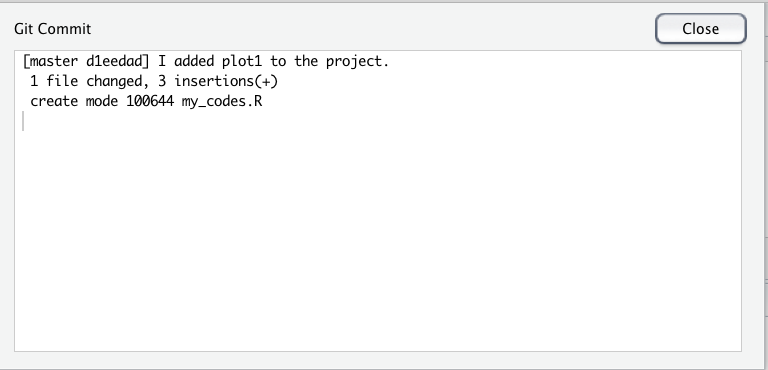 Git Commit
Close
[master d1eedad] I added plot1 to the project.
1 file changed, 3 insertions(+)
create mode 100644 my_codes.R